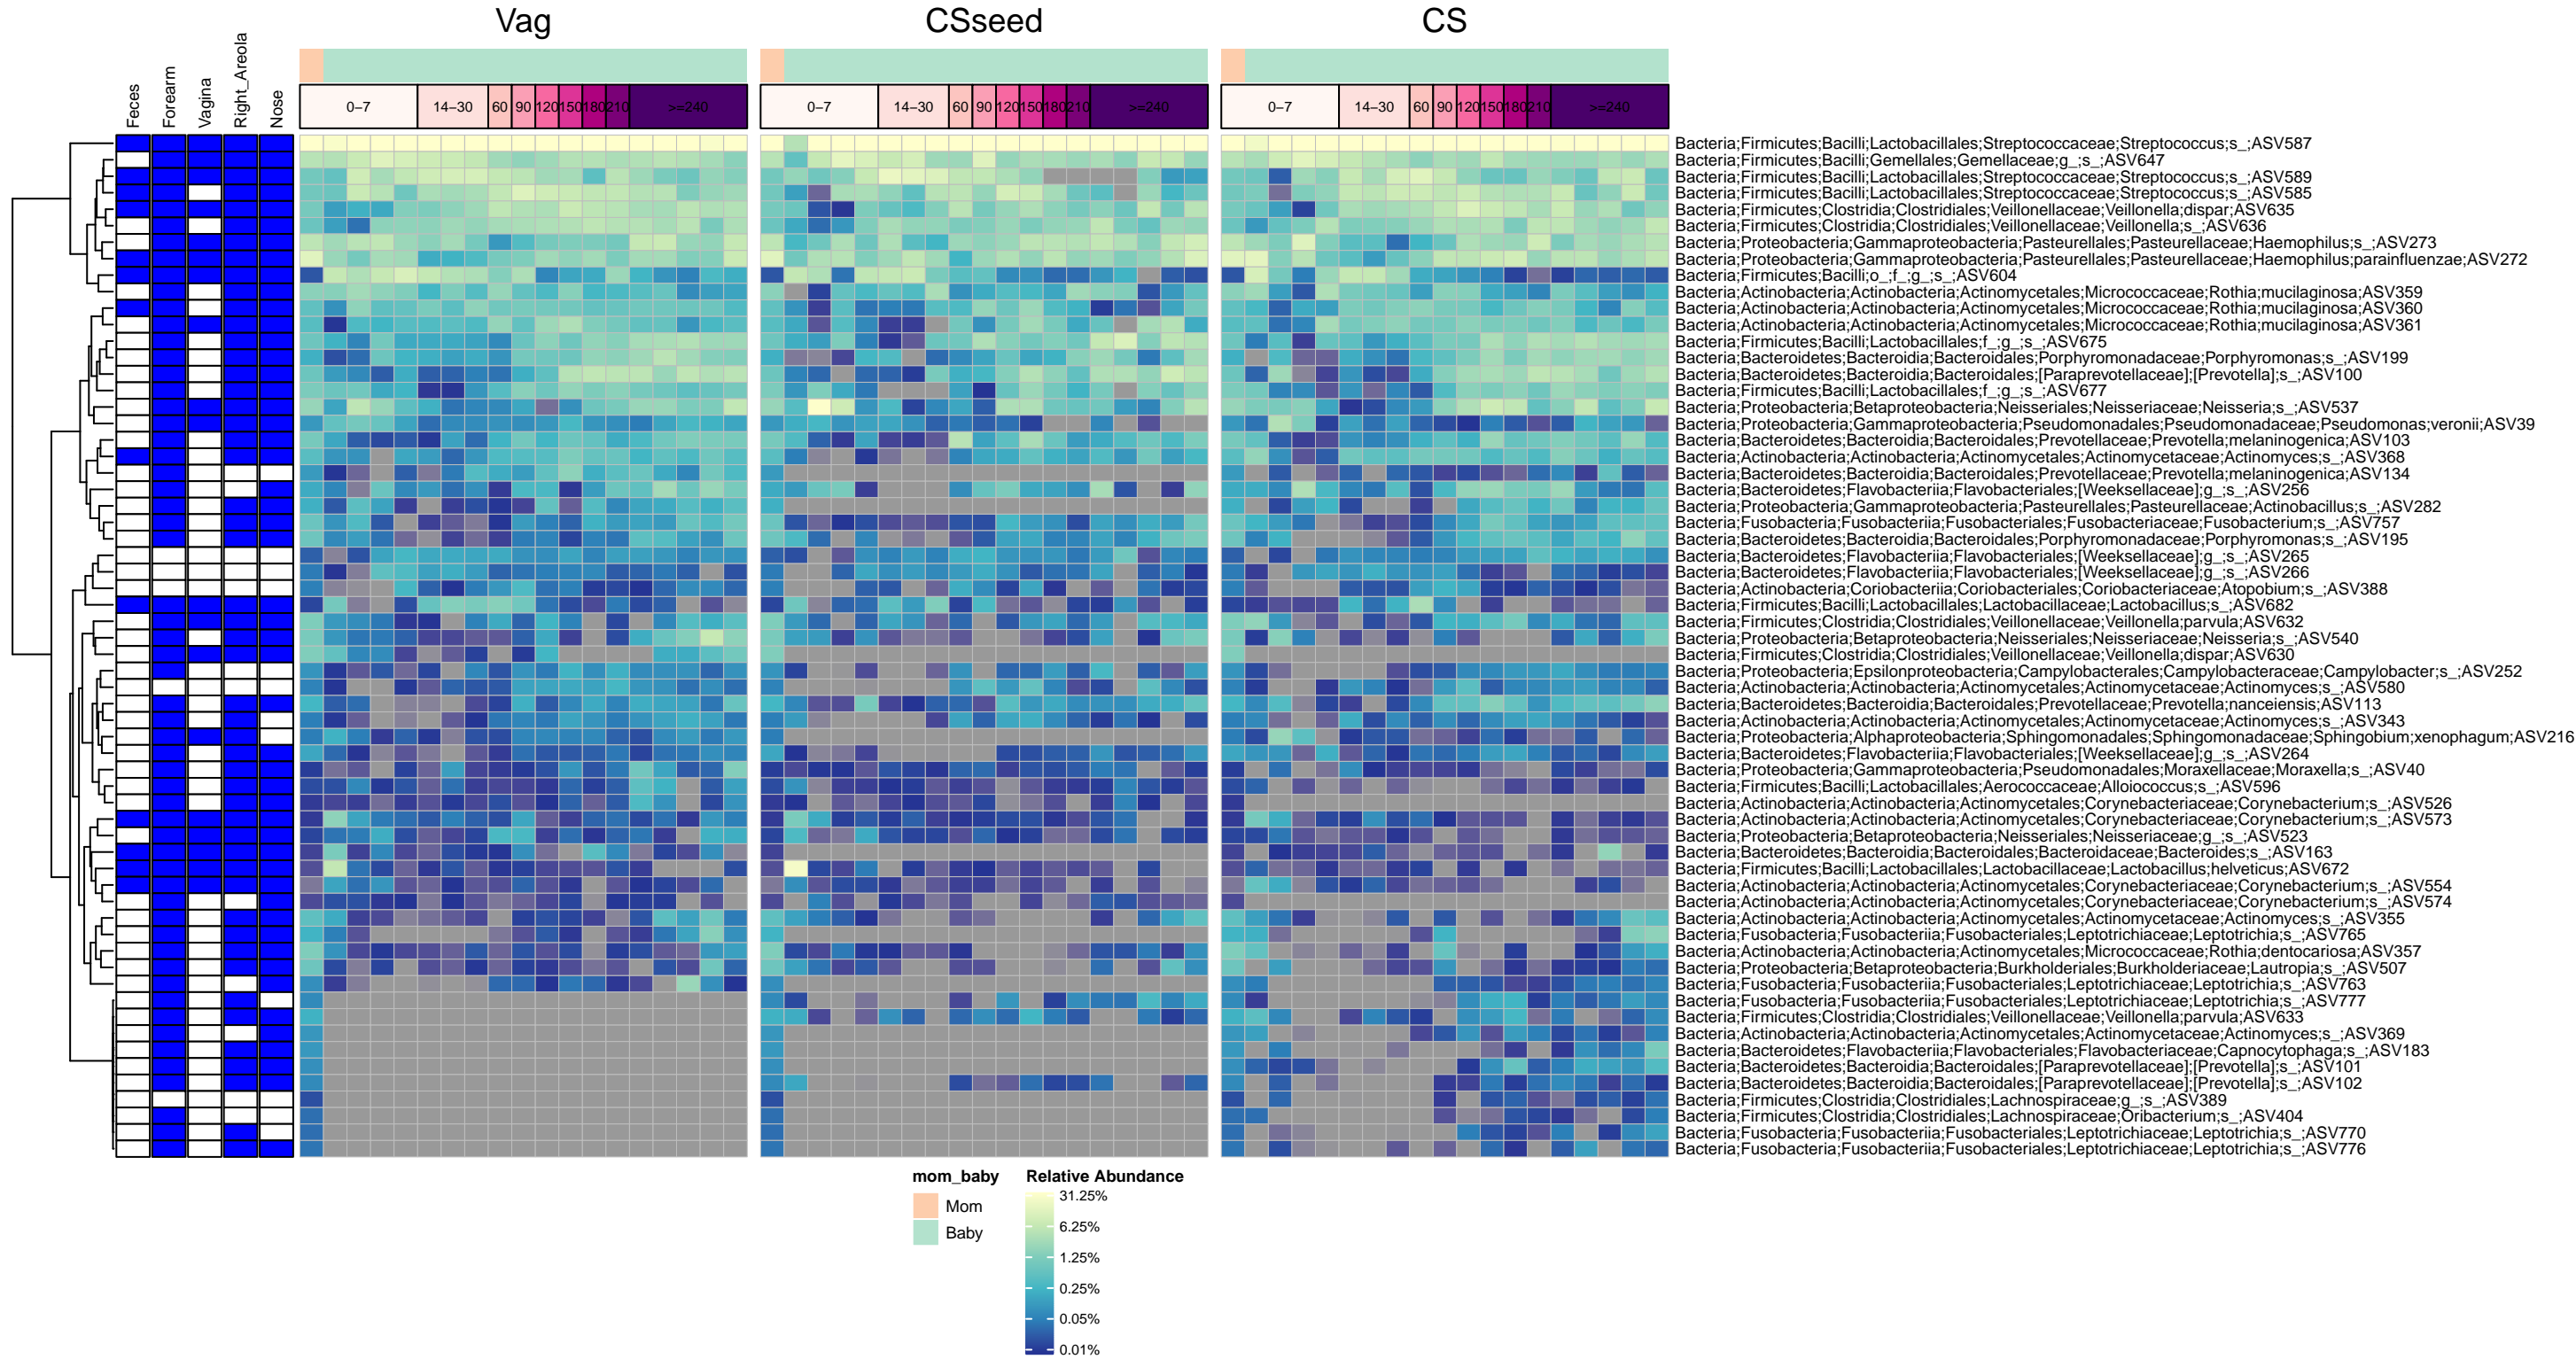 Vag
CSseed
CS
Feces
Forearm
Vagina
Right_Areola
Nose
0–7 14–30 60 90 120 150 180 210 >=240
0–7 14–30 60 90 120 150 180 210 >=240
0–7 14–30 60 90 120 150 180 210 >=240
Bacteria;Firmicutes;Bacilli;Lactobacillales;Streptococcaceae;Streptococcus;s_;ASV587
Bacteria;Firmicutes;Bacilli;Gemellales;Gemellaceae;g_;s_;ASV647
Bacteria;Firmicutes;Bacilli;Lactobacillales;Streptococcaceae;Streptococcus;s_;ASV589
Bacteria;Firmicutes;Bacilli;Lactobacillales;Streptococcaceae;Streptococcus;s_;ASV585
Bacteria;Firmicutes;Clostridia;Clostridiales;Veillonellaceae;Veillonella;dispar;ASV635
Bacteria;Firmicutes;Clostridia;Clostridiales;Veillonellaceae;Veillonella;s_;ASV636
Bacteria;Proteobacteria;Gammaproteobacteria;Pasteurellales;Pasteurellaceae;Haemophilus;s_;ASV273
Bacteria;Proteobacteria;Gammaproteobacteria;Pasteurellales;Pasteurellaceae;Haemophilus;parainfluenzae;ASV272
Bacteria;Firmicutes;Bacilli;o_;f_;g_;s_;ASV604
Bacteria;Actinobacteria;Actinobacteria;Actinomycetales;Micrococcaceae;Rothia;mucilaginosa;ASV359
Bacteria;Actinobacteria;Actinobacteria;Actinomycetales;Micrococcaceae;Rothia;mucilaginosa;ASV360
Bacteria;Actinobacteria;Actinobacteria;Actinomycetales;Micrococcaceae;Rothia;mucilaginosa;ASV361
Bacteria;Firmicutes;Bacilli;Lactobacillales;f_;g_;s_;ASV675
Bacteria;Bacteroidetes;Bacteroidia;Bacteroidales;Porphyromonadaceae;Porphyromonas;s_;ASV199
Bacteria;Bacteroidetes;Bacteroidia;Bacteroidales;[Paraprevotellaceae];[Prevotella];s_;ASV100
Bacteria;Firmicutes;Bacilli;Lactobacillales;f_;g_;s_;ASV677
Bacteria;Proteobacteria;Betaproteobacteria;Neisseriales;Neisseriaceae;Neisseria;s_;ASV537
Bacteria;Proteobacteria;Gammaproteobacteria;Pseudomonadales;Pseudomonadaceae;Pseudomonas;veronii;ASV39
Bacteria;Bacteroidetes;Bacteroidia;Bacteroidales;Prevotellaceae;Prevotella;melaninogenica;ASV103
Bacteria;Actinobacteria;Actinobacteria;Actinomycetales;Actinomycetaceae;Actinomyces;s_;ASV368
Bacteria;Bacteroidetes;Bacteroidia;Bacteroidales;Prevotellaceae;Prevotella;melaninogenica;ASV134
Bacteria;Bacteroidetes;Flavobacteriia;Flavobacteriales;[Weeksellaceae];g_;s_;ASV256
Bacteria;Proteobacteria;Gammaproteobacteria;Pasteurellales;Pasteurellaceae;Actinobacillus;s_;ASV282
Bacteria;Fusobacteria;Fusobacteriia;Fusobacteriales;Fusobacteriaceae;Fusobacterium;s_;ASV757
Bacteria;Bacteroidetes;Bacteroidia;Bacteroidales;Porphyromonadaceae;Porphyromonas;s_;ASV195
Bacteria;Bacteroidetes;Flavobacteriia;Flavobacteriales;[Weeksellaceae];g_;s_;ASV265
Bacteria;Bacteroidetes;Flavobacteriia;Flavobacteriales;[Weeksellaceae];g_;s_;ASV266
Bacteria;Actinobacteria;Coriobacteriia;Coriobacteriales;Coriobacteriaceae;Atopobium;s_;ASV388
Bacteria;Firmicutes;Bacilli;Lactobacillales;Lactobacillaceae;Lactobacillus;s_;ASV682
Bacteria;Firmicutes;Clostridia;Clostridiales;Veillonellaceae;Veillonella;parvula;ASV632
Bacteria;Proteobacteria;Betaproteobacteria;Neisseriales;Neisseriaceae;Neisseria;s_;ASV540
Bacteria;Firmicutes;Clostridia;Clostridiales;Veillonellaceae;Veillonella;dispar;ASV630
Bacteria;Proteobacteria;Epsilonproteobacteria;Campylobacterales;Campylobacteraceae;Campylobacter;s_;ASV252
Bacteria;Actinobacteria;Actinobacteria;Actinomycetales;Actinomycetaceae;Actinomyces;s_;ASV580
Bacteria;Bacteroidetes;Bacteroidia;Bacteroidales;Prevotellaceae;Prevotella;nanceiensis;ASV113
Bacteria;Actinobacteria;Actinobacteria;Actinomycetales;Actinomycetaceae;Actinomyces;s_;ASV343
Bacteria;Proteobacteria;Alphaproteobacteria;Sphingomonadales;Sphingomonadaceae;Sphingobium;xenophagum;ASV216
Bacteria;Bacteroidetes;Flavobacteriia;Flavobacteriales;[Weeksellaceae];g_;s_;ASV264
Bacteria;Proteobacteria;Gammaproteobacteria;Pseudomonadales;Moraxellaceae;Moraxella;s_;ASV40
Bacteria;Firmicutes;Bacilli;Lactobacillales;Aerococcaceae;Alloiococcus;s_;ASV596
Bacteria;Actinobacteria;Actinobacteria;Actinomycetales;Corynebacteriaceae;Corynebacterium;s_;ASV526
Bacteria;Actinobacteria;Actinobacteria;Actinomycetales;Corynebacteriaceae;Corynebacterium;s_;ASV573
Bacteria;Proteobacteria;Betaproteobacteria;Neisseriales;Neisseriaceae;g_;s_;ASV523
Bacteria;Bacteroidetes;Bacteroidia;Bacteroidales;Bacteroidaceae;Bacteroides;s_;ASV163
Bacteria;Firmicutes;Bacilli;Lactobacillales;Lactobacillaceae;Lactobacillus;helveticus;ASV672
Bacteria;Actinobacteria;Actinobacteria;Actinomycetales;Corynebacteriaceae;Corynebacterium;s_;ASV554
Bacteria;Actinobacteria;Actinobacteria;Actinomycetales;Corynebacteriaceae;Corynebacterium;s_;ASV574
Bacteria;Actinobacteria;Actinobacteria;Actinomycetales;Actinomycetaceae;Actinomyces;s_;ASV355
Bacteria;Fusobacteria;Fusobacteriia;Fusobacteriales;Leptotrichiaceae;Leptotrichia;s_;ASV765
Bacteria;Actinobacteria;Actinobacteria;Actinomycetales;Micrococcaceae;Rothia;dentocariosa;ASV357
Bacteria;Proteobacteria;Betaproteobacteria;Burkholderiales;Burkholderiaceae;Lautropia;s_;ASV507
Bacteria;Fusobacteria;Fusobacteriia;Fusobacteriales;Leptotrichiaceae;Leptotrichia;s_;ASV763
Bacteria;Fusobacteria;Fusobacteriia;Fusobacteriales;Leptotrichiaceae;Leptotrichia;s_;ASV777
Bacteria;Firmicutes;Clostridia;Clostridiales;Veillonellaceae;Veillonella;parvula;ASV633
Bacteria;Actinobacteria;Actinobacteria;Actinomycetales;Actinomycetaceae;Actinomyces;s_;ASV369
Bacteria;Bacteroidetes;Flavobacteriia;Flavobacteriales;Flavobacteriaceae;Capnocytophaga;s_;ASV183
Bacteria;Bacteroidetes;Bacteroidia;Bacteroidales;[Paraprevotellaceae];[Prevotella];s_;ASV101
Bacteria;Bacteroidetes;Bacteroidia;Bacteroidales;[Paraprevotellaceae];[Prevotella];s_;ASV102
Bacteria;Firmicutes;Clostridia;Clostridiales;Lachnospiraceae;g_;s_;ASV389
Bacteria;Firmicutes;Clostridia;Clostridiales;Lachnospiraceae;Oribacterium;s_;ASV404
Bacteria;Fusobacteria;Fusobacteriia;Fusobacteriales;Leptotrichiaceae;Leptotrichia;s_;ASV770
Bacteria;Fusobacteria;Fusobacteriia;Fusobacteriales;Leptotrichiaceae;Leptotrichia;s_;ASV776
mom_baby
Mom
Baby
Relative Abundance
31.25%
6.25%
1.25%
0.25%
0.05%
0.01%